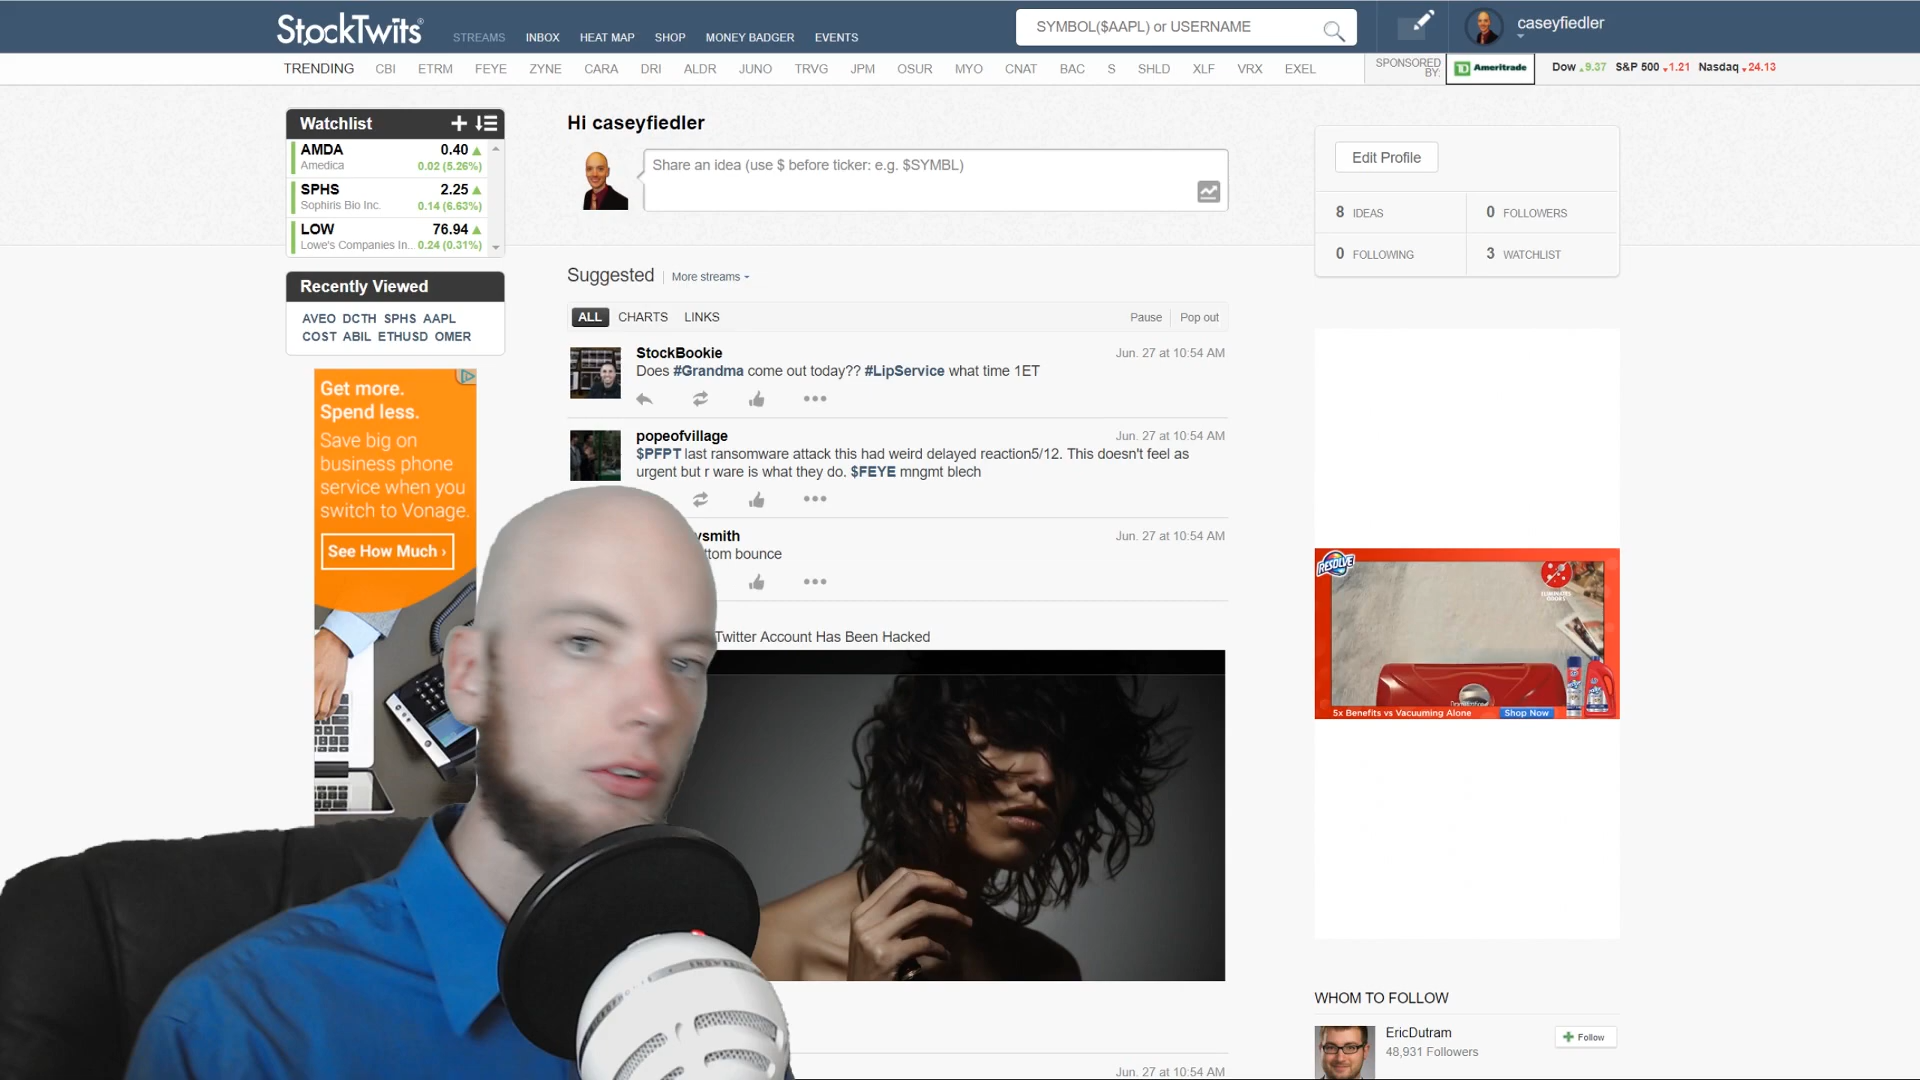 StockTwits
STREAMS INBOX HEAT MAP SHOP MONEY BADGER EVENTS
SYMBOL($AAPL) or USERNAME
caseyfiedler
TRENDING CBI ETRM FEYE ZYNE CARA DRI ALDR JUNO TRVG JPM OSUR MYO CNAT BAC S SHLD XLF VRX EXEL
SPONSORED BY:
TD Ameritrade
Dow 9.37 S&P 500 1.21 Nasdaq 24.13
Watchlist
AMDA 0.40
Amedica 0.02 (5.26%)
SPHS 2.25
Sophiris Bio Inc. 0.14 (6.63%)
LOW 76.94
Lowe's Companies In.. 0.24 (0.31%)
Recently Viewed
AVEO DCTH SPHS AAPL
COST ABIL ETHUSD OMER
Get more.
Spend less.
Save big on
business phone
service when you
switch to Vonage.
See How Much ›
Hi caseyfiedler
Share an idea (use $ before ticker: e.g. $SYMBL)
Suggested More streams
ALL CHARTS LINKS Pause Pop out
StockBookie Jun. 27 at 10:54 AM
Does #Grandma come out today?? #LipService what time 1ET
popeofvillage Jun. 27 at 10:54 AM
$PFPT last ransomware attack this had weird delayed reaction5/12. This doesn't feel as
urgent but r ware is what they do. $FEYE mngmt blech
ysmith Jun. 27 at 10:54 AM
ttom bounce
Twitter Account Has Been Hacked
Jun. 27 at 10:54 AM
Edit Profile
8 IDEAS 0 FOLLOWERS
0 FOLLOWING 3 WATCHLIST
RESOLVE
ELIMINATES
ODORS
5x Benefits vs Vacuuming Alone Shop Now
WHOM TO FOLLOW
EricDutram
48,931 Followers
Follow